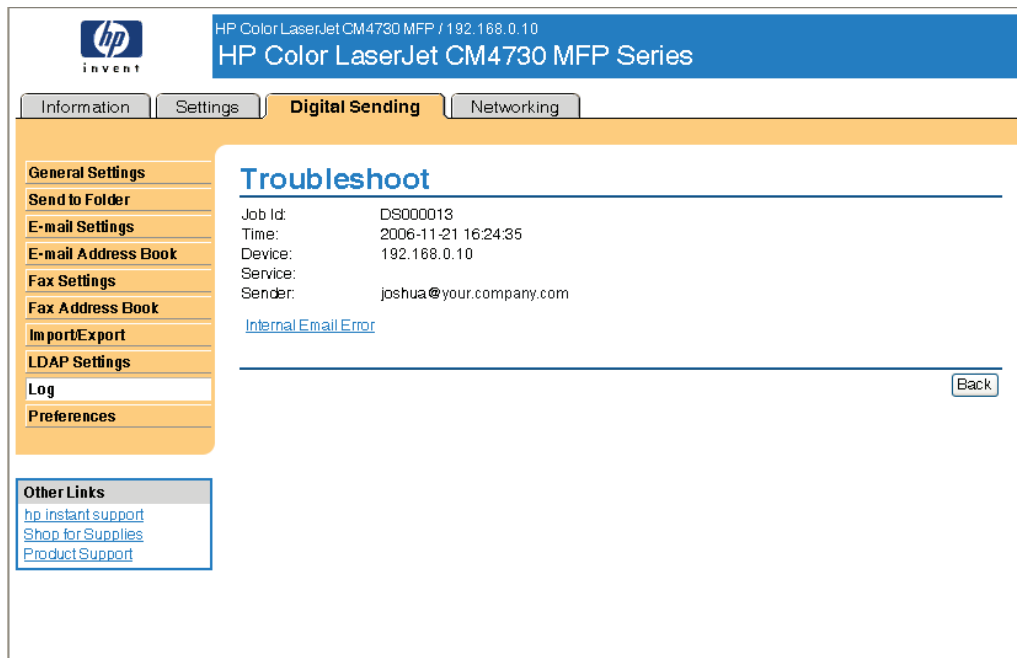 hp
invent
HP Color LaserJet CM4730 MFP / 192.168.0.10
HP Color LaserJet CM4730 MFP Series
Information
Settings
Digital Sending
Networking
General Settings
Send to Folder
E-mail Settings
E-mail Address Book
Fax Settings
Fax Address Book
Import/Export
LDAP Settings
Log
Preferences
Troubleshoot
Job Id: DS000013
Time: 2006-11-21 16:24:35
Device: 192.168.0.10
Service:
Sender: joshua@your.company.com
Internal Email Error
Back
Other Links
hp instant support
Shop for Supplies
Product Support